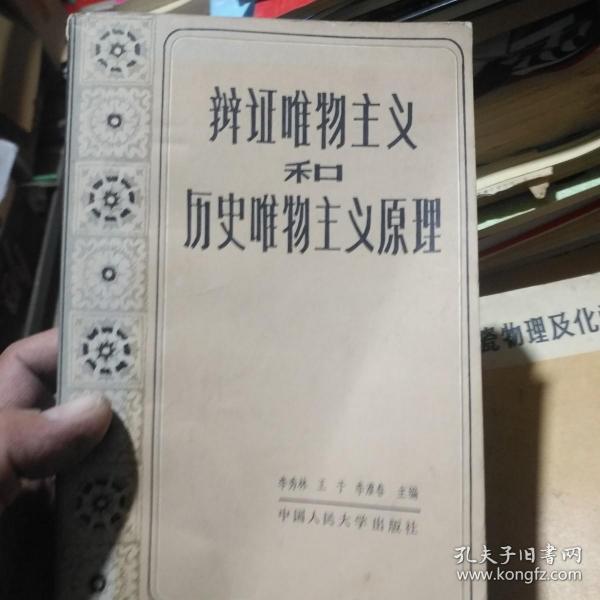 辩证唯物主义
和
历史唯物主义原理
李秀林 王于 李淮春 主编
中国人民大学出版社
瓷物理及化
孔夫子旧书网
www.kongfz.com